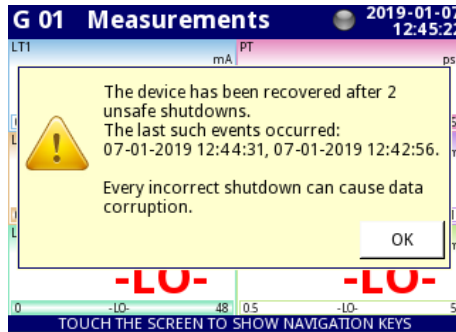 G 01 Measurements
2019-01-07
12:45:22
LT1
mA
PT
The device has been recovered after 2
unsafe shutdowns.
The last such events occurred:
07-01-2019 12:44:31, 07-01-2019 12:42:56.
Every incorrect shutdown can cause data
corruption.
OK
-LO-
-LO-
0 -LO- 48
0.5 -LO- 5
TOUCH THE SCREEN TO SHOW NAVIGATION KEYS